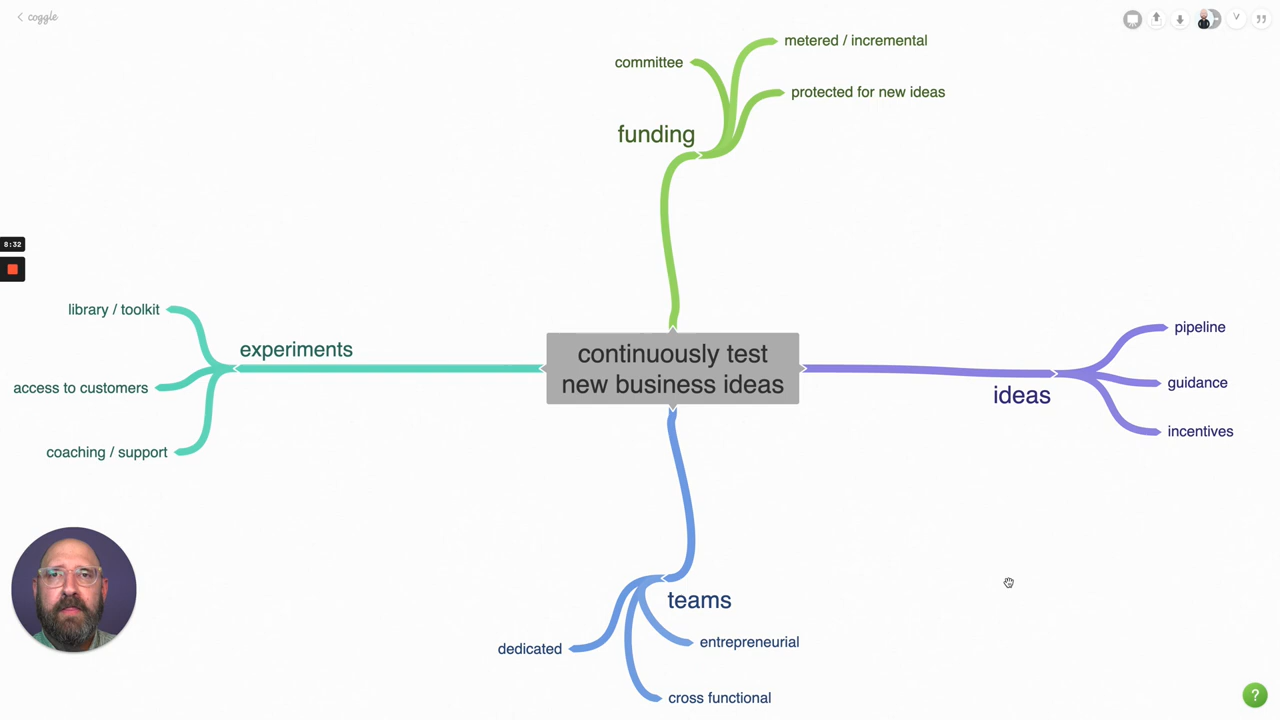 coggle
metered / incremental
committee
protected for new ideas
funding
8:32
library / toolkit
experiments
access to customers
coaching / support
continuously test
new business ideas
pipeline
guidance
ideas
incentives
teams
dedicated
entrepreneurial
cross functional
?